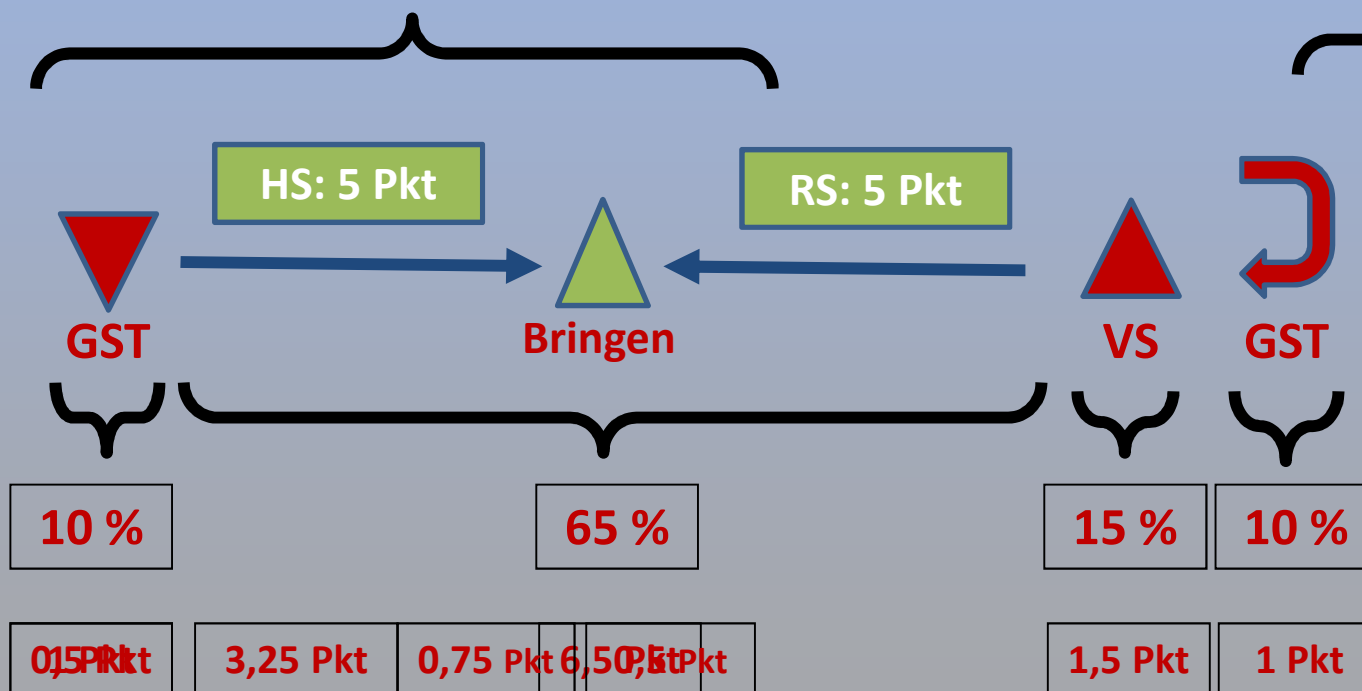 HS: 5 Pkt
RS: 5 Pkt
GST
Bringen
VS
GST
10 %
65 %
15 %
10 %
3,25 Pkt
0,75 Pkt
1,5 Pkt
1 Pkt